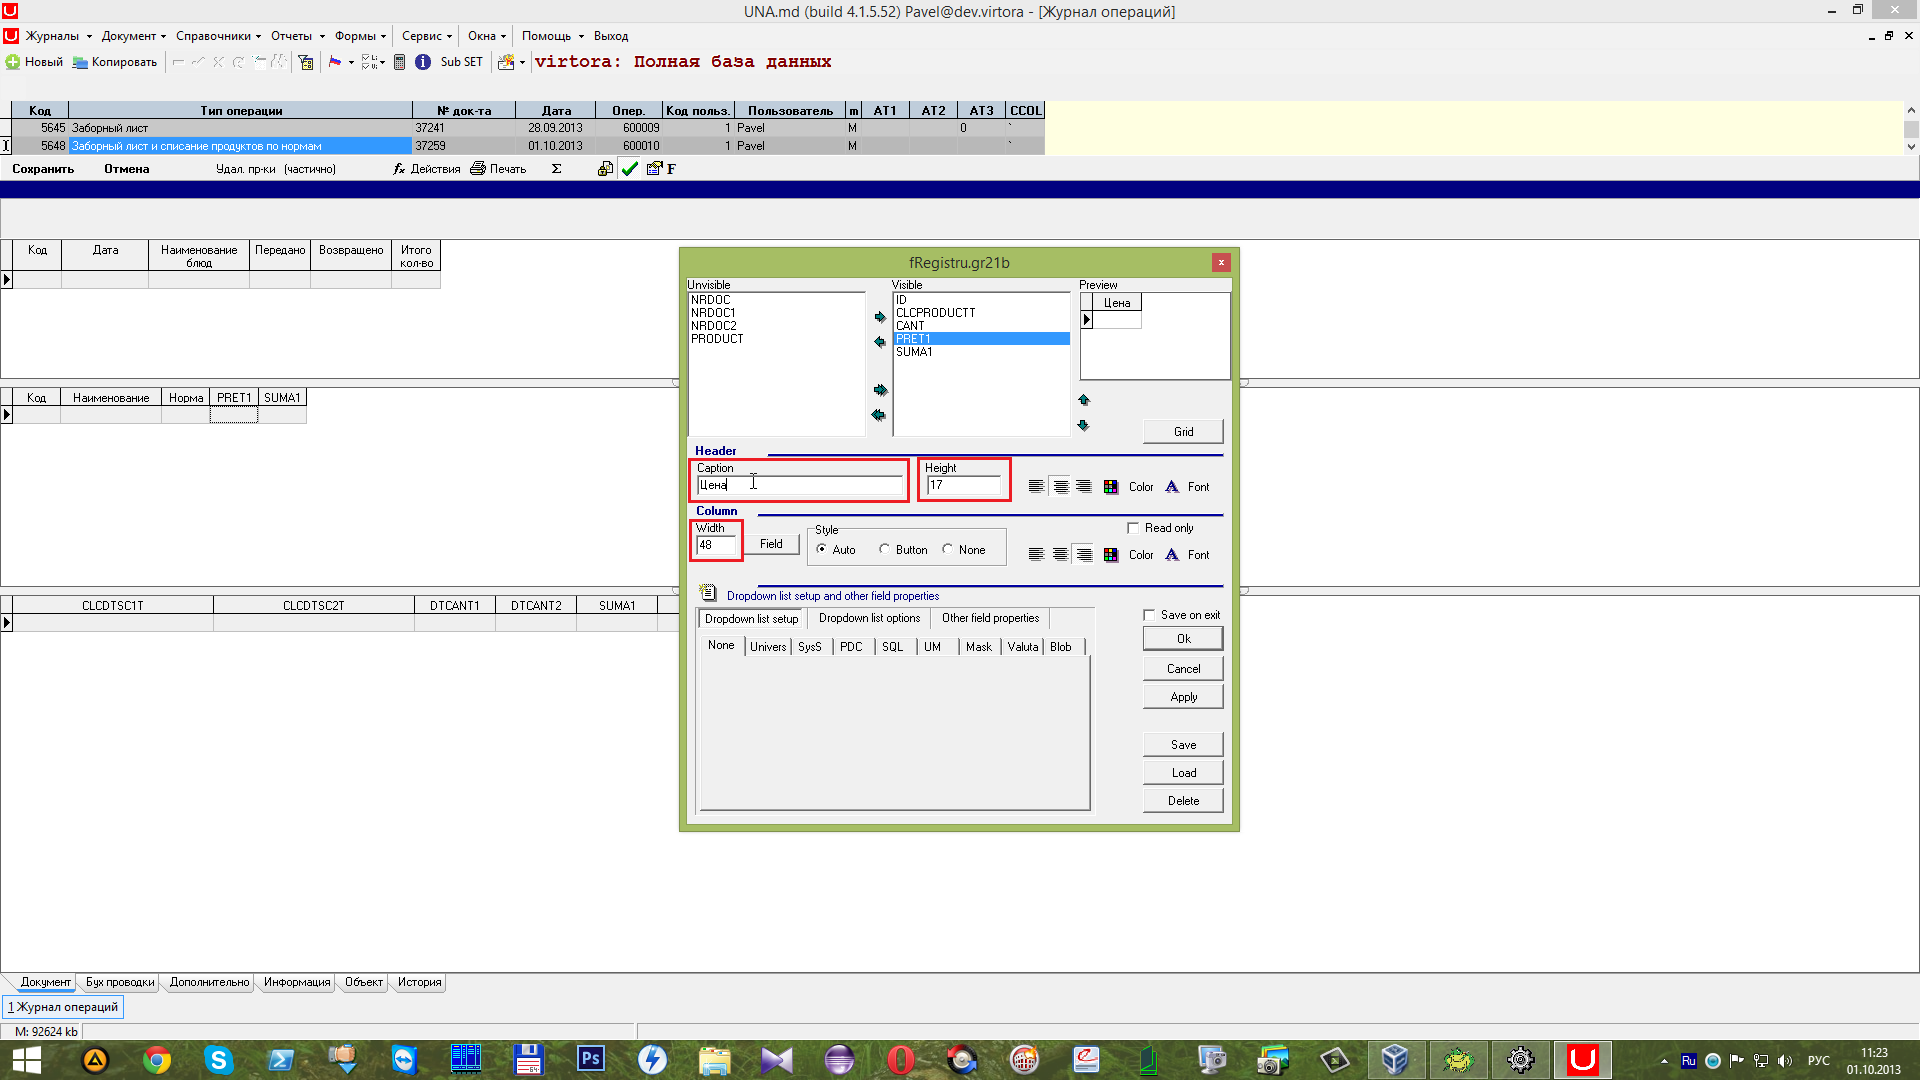 UNA.md (build 4.1.5.52) Pavel@dev.virtora - [Журнал операций]
Журналы Документ Справочники Отчеты Формы Сервис Окна Помощь Выход
Новый Копировать Sub SET virtora: Полная база данных
Код Тип операции № док-та Дата Опер. Код польз. Пользователь m AT1 AT2 AT3 CCOL
5645 Заборный лист 37241 28.09.2013 600009 1 Pavel M 0 `
5648 Заборный лист и списание продуктов по нормам 37259 01.10.2013 600010 1 Pavel M `
Сохранить Отмена Удал. пр-ки (частично) fx Действия Печать Σ F
Код Дата Наименование блюд Передано Возвращено Итого кол-во
Код Наименование Норма PRET1 SUMA1
CLCDTSC1T CLCDTSC2T DTCANT1 DTCANT2 SUMA1
fRegistru.gr21b
x
Unvisible Visible Preview
NRDOC
NRDOC1
NRDOC2
PRODUCT
ID
CLCPRODUCTT
CANT
PRET1
SUMA1
Цена
Grid
Header
Caption Height
Цена 17 Color Font
Column
Width Style Read only
48 Field Auto Button None Color Font
Dropdown list setup and other field properties
Dropdown list setup Dropdown list options Other field properties
None Univers SysS PDC SQL UM Mask Valuta Blob
Save on exit
Ok
Cancel
Apply
Save
Load
Delete
Документ Бух проводки Дополнительно Информация Объект История
1 Журнал операций
M: 92624 kb
Ps
64
Ru РУС 11:23
01.10.2013